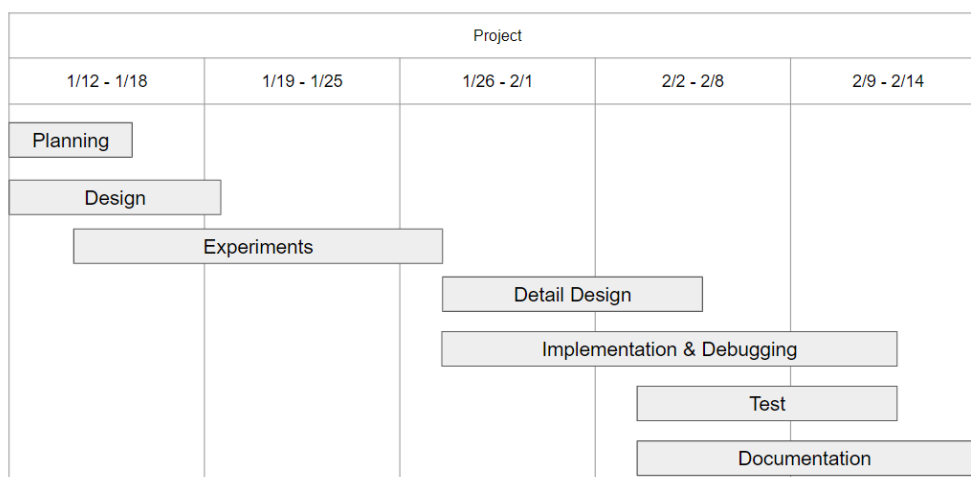 Project
1/12 - 1/18
1/19 - 1/25
1/26 - 2/1
2/2 - 2/8
2/9 - 2/14
Planning
Design
Experiments
Detail Design
Implementation & Debugging
Test
Documentation